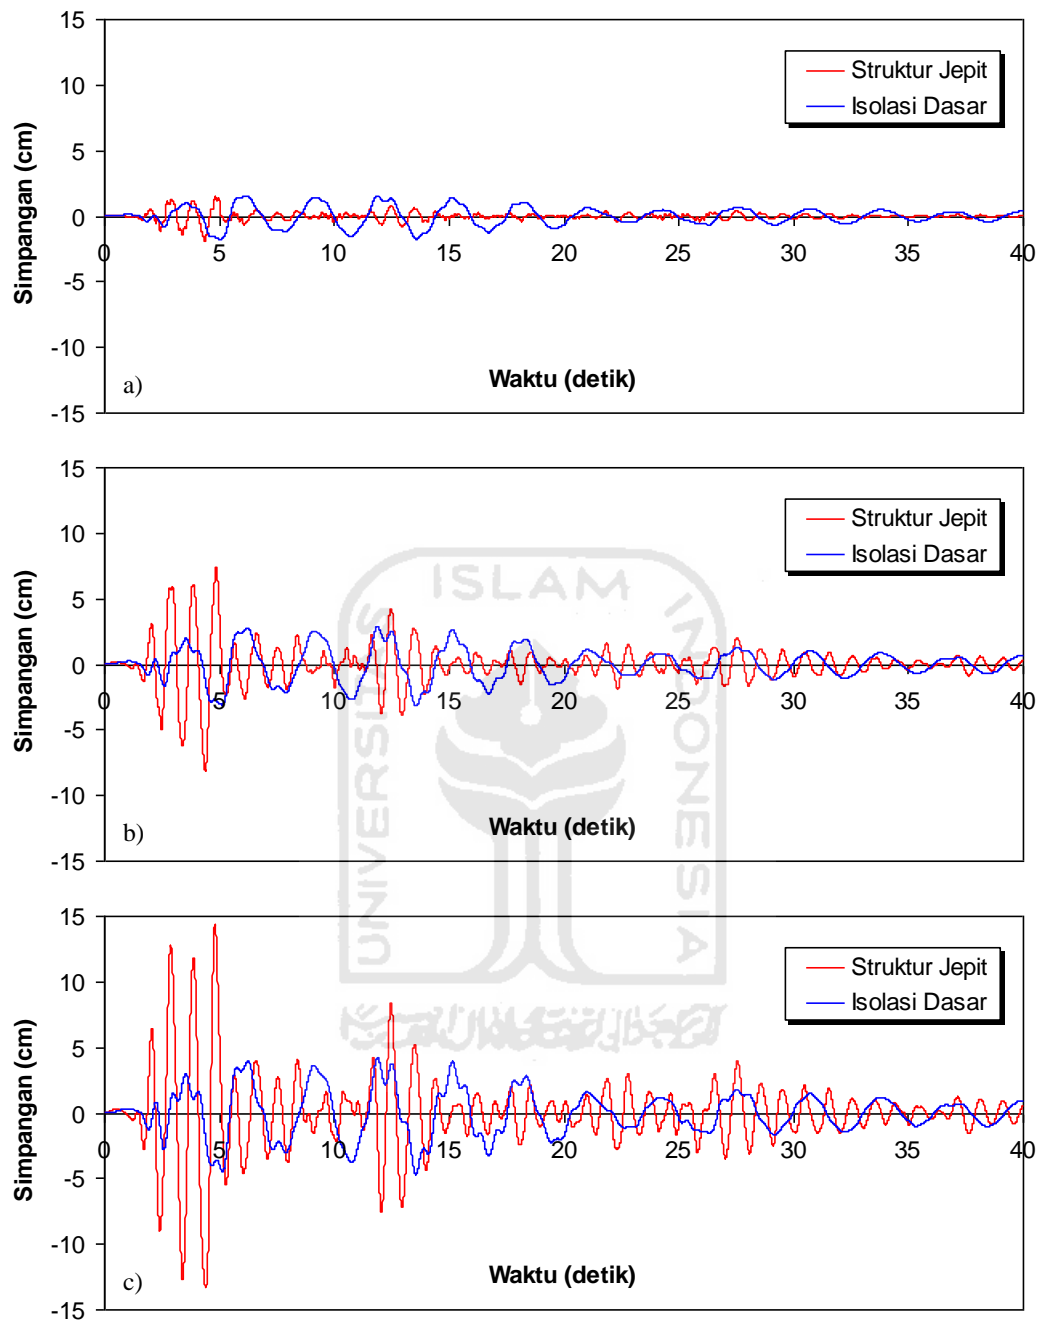 15
10
5
0
-5
-10
-15
Simpangan (cm)
Struktur Jepit
Isolasi Dasar
0 5 10 15 20 25 30 35 40
Waktu (detik)
a)
15
10
5
0
-5
-10
-15
Simpangan (cm)
Struktur Jepit
Isolasi Dasar
0 5 10 15 20 25 30 35 40
Waktu (detik)
b)
15
10
5
0
-5
-10
-15
Simpangan (cm)
Struktur Jepit
Isolasi Dasar
0 5 10 15 20 25 30 35 40
Waktu (detik)
c)
UNIVERSITAS
ISLAM
INDONESIA